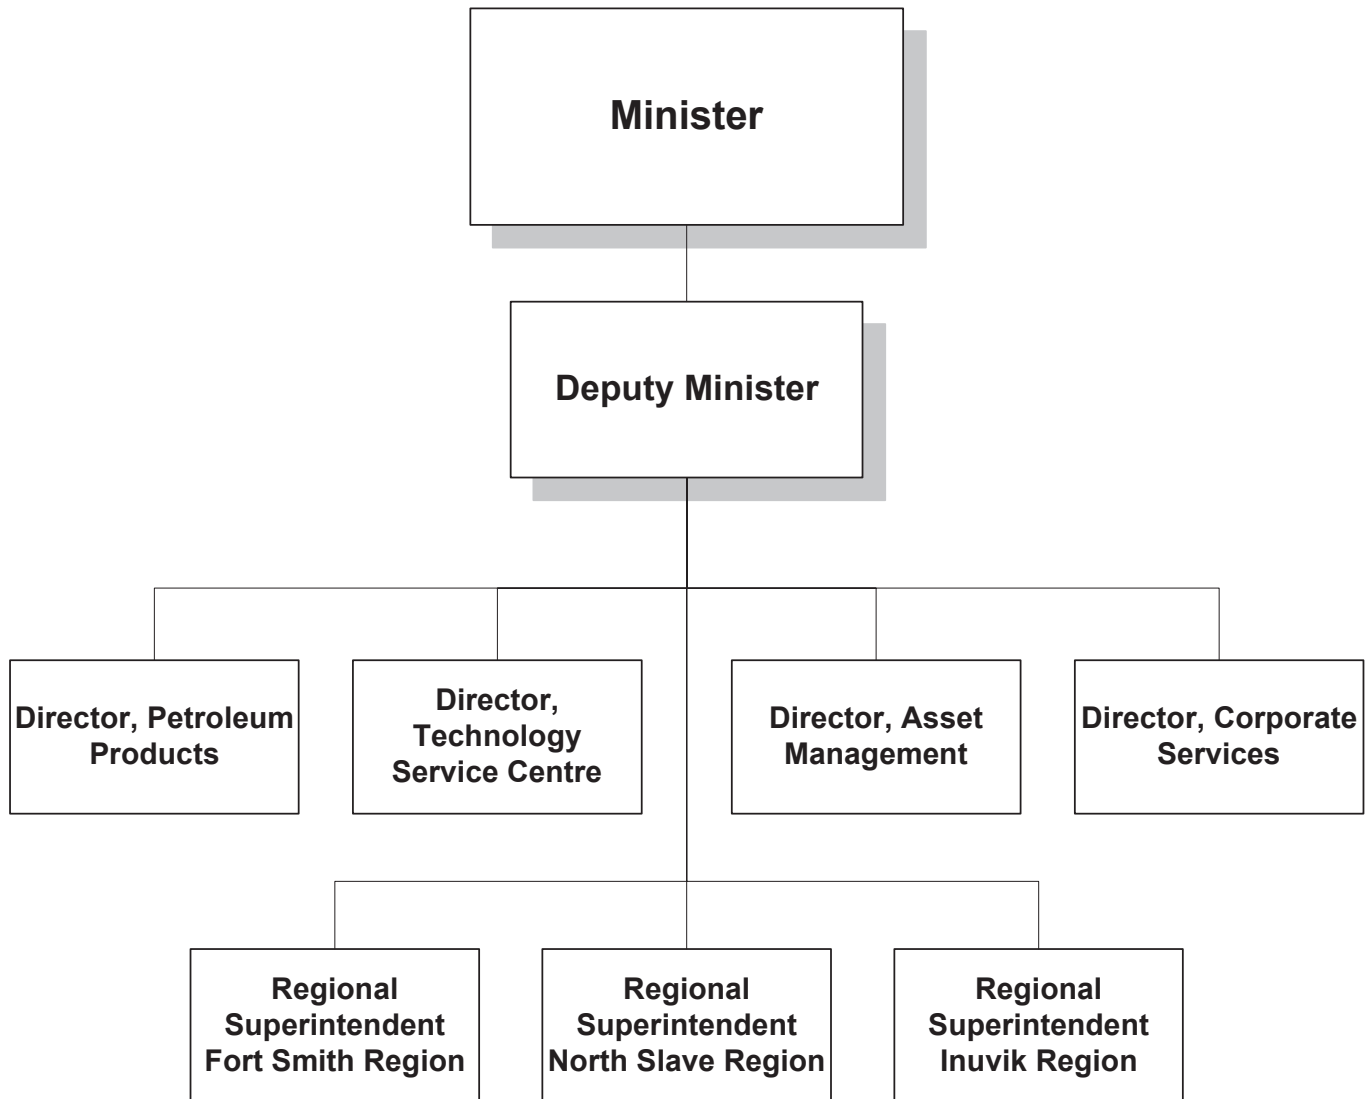 Minister
Deputy Minister
Director, Petroleum
Products
Director,
Technology
Service Centre
Director, Asset
Management
Director, Corporate
Services
Regional
Superintendent
Fort Smith Region
Regional
Superintendent
North Slave Region
Regional
Superintendent
Inuvik Region